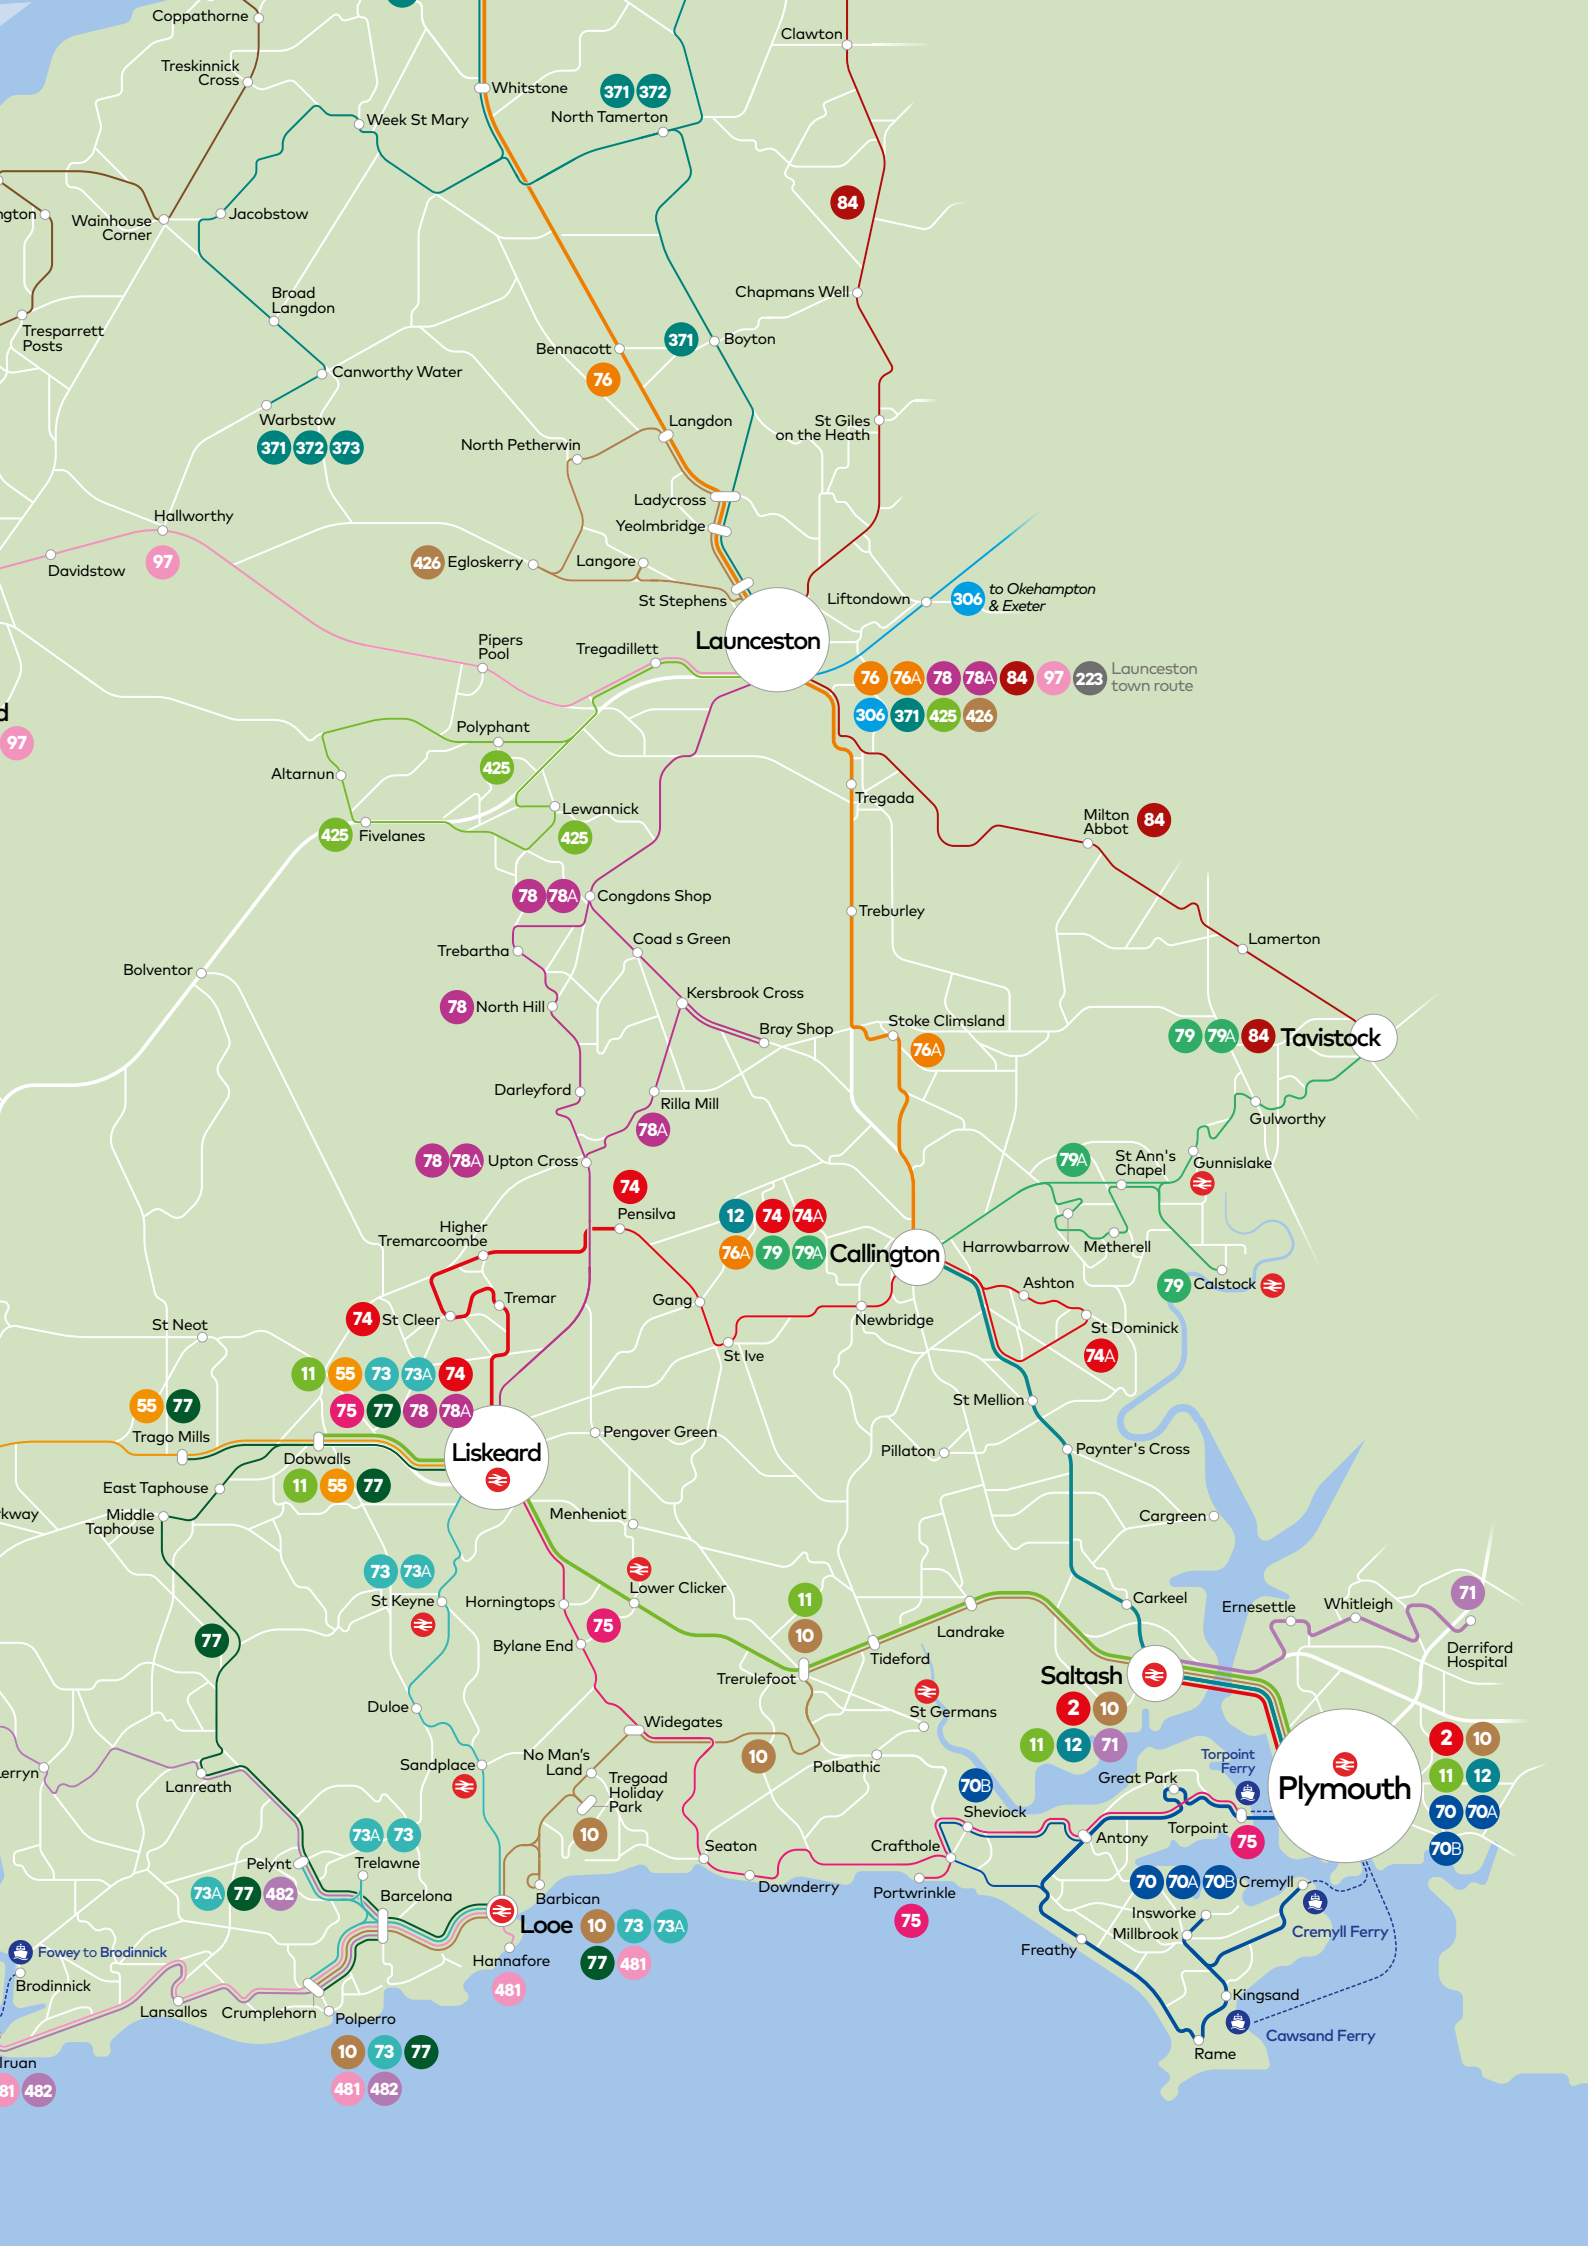 Coppathorne
Treskinnick
Cross
Week St Mary
Whitstone
371 372
North Tamerton
Clawton
84
ngton
Wainhouse
Corner
Jacobstow
Broad
Langdon
Tresparrett
Posts
Canworthy Water
Warbstow
371 372 373
Chapmans Well
Bennacott
76
371
Boyton
Langdon
St Giles
on the Heath
North Petherwin
Ladycross
Yeolmbridge
Hallworthy
97
Davidstow
426 Egloskerry
Langore
St Stephens
Launceston
Liftondown
306 to Okehampton
& Exeter
76 76A 78 78A 84 97 223 Launceston
town route
306 371 425 426
Pipers
Pool
Tregadillett
d
97
Polyphant
425
Altarnun
425 Fivelanes
Lewannick
425
Tregada
Milton
Abbot 84
78 78A Congdons Shop
Treburley
Trebartha
Coad s Green
Lamerton
Bolventor
78 North Hill
Kersbrook Cross
Bray Shop
Stoke Climsland
76A
79 79A 84 Tavistock
Darleyford
Rilla Mill
78A
Gulworthy
78 78A Upton Cross
79A
St Ann's
Chapel
Gunnislake
74
Pensilva
12 74 74A
76A 79 79A Callington
Harrowbarrow
Metherell
79 Calstock
Higher
Tremarcoombe
Tremar
74 St Cleer
Gang
St Ive
Newbridge
Ashton
St Dominick
74A
St Neot
11 55 73 73A 74
75 77 78 78A
55 77
Trago Mills
Dobwalls
11 55 77
Liskeard
Pengover Green
St Mellion
Pillaton
Paynter's Cross
East Taphouse
Middle
Taphouse
rkway
Menheniot
Cargreen
73 73A
St Keyne
Lower Clicker
Horningtops
75
Bylane End
11
10
Trerulefoot
Tideford
Landrake
Carkeel
Ernesettle
Whitleigh
71
Derriford
Hospital
77
Saltash
2 10
11 12 71
Duloe
Widegates
St Germans
Polbathic
10
Sandplace
No Man's
Land
Tregoad
Holiday
Park
10
erryn
Lanreath
70B
Sheviock
Great Park
Torpoint
Ferry
Torpoint
75
Plymouth
2 10
11 12
70 70A
70B
73A 73
Trelawne
Pelynt
73A 77 482
Barcelona
Seaton
Downderry
Crafthole
Portwrinkle
75
Antony
70 70A 70B Cremyll
Insworke
Millbrook
Cremyll Ferry
Barbican
Looe 10 73 73A
77 481
Hannafore
481
Freathy
Fowey to Brodinnick
Brodinnick
Lansallos
Crumplehorn
Polperro
10 73 77
481 482
Kingsand
Cawsand Ferry
Rame
lruan
81 482